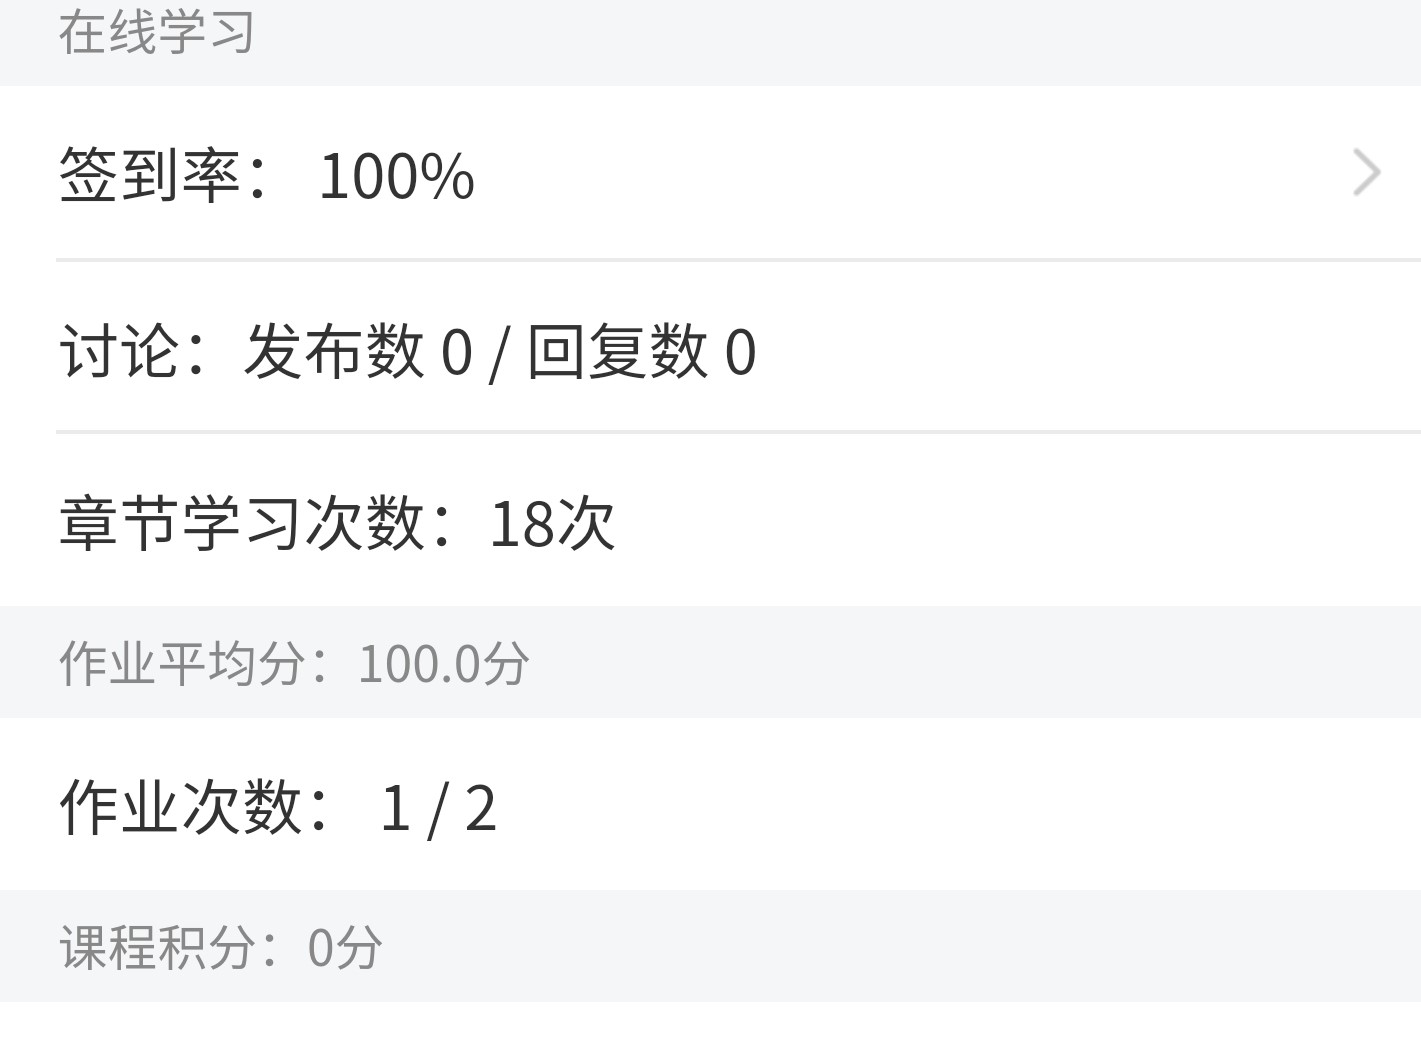 在线学习
签到率： 100%
讨论：发布数 0 / 回复数 0
章节学习次数：18次
作业平均分：100.0分
作业次数： 1 / 2
课程积分：0分